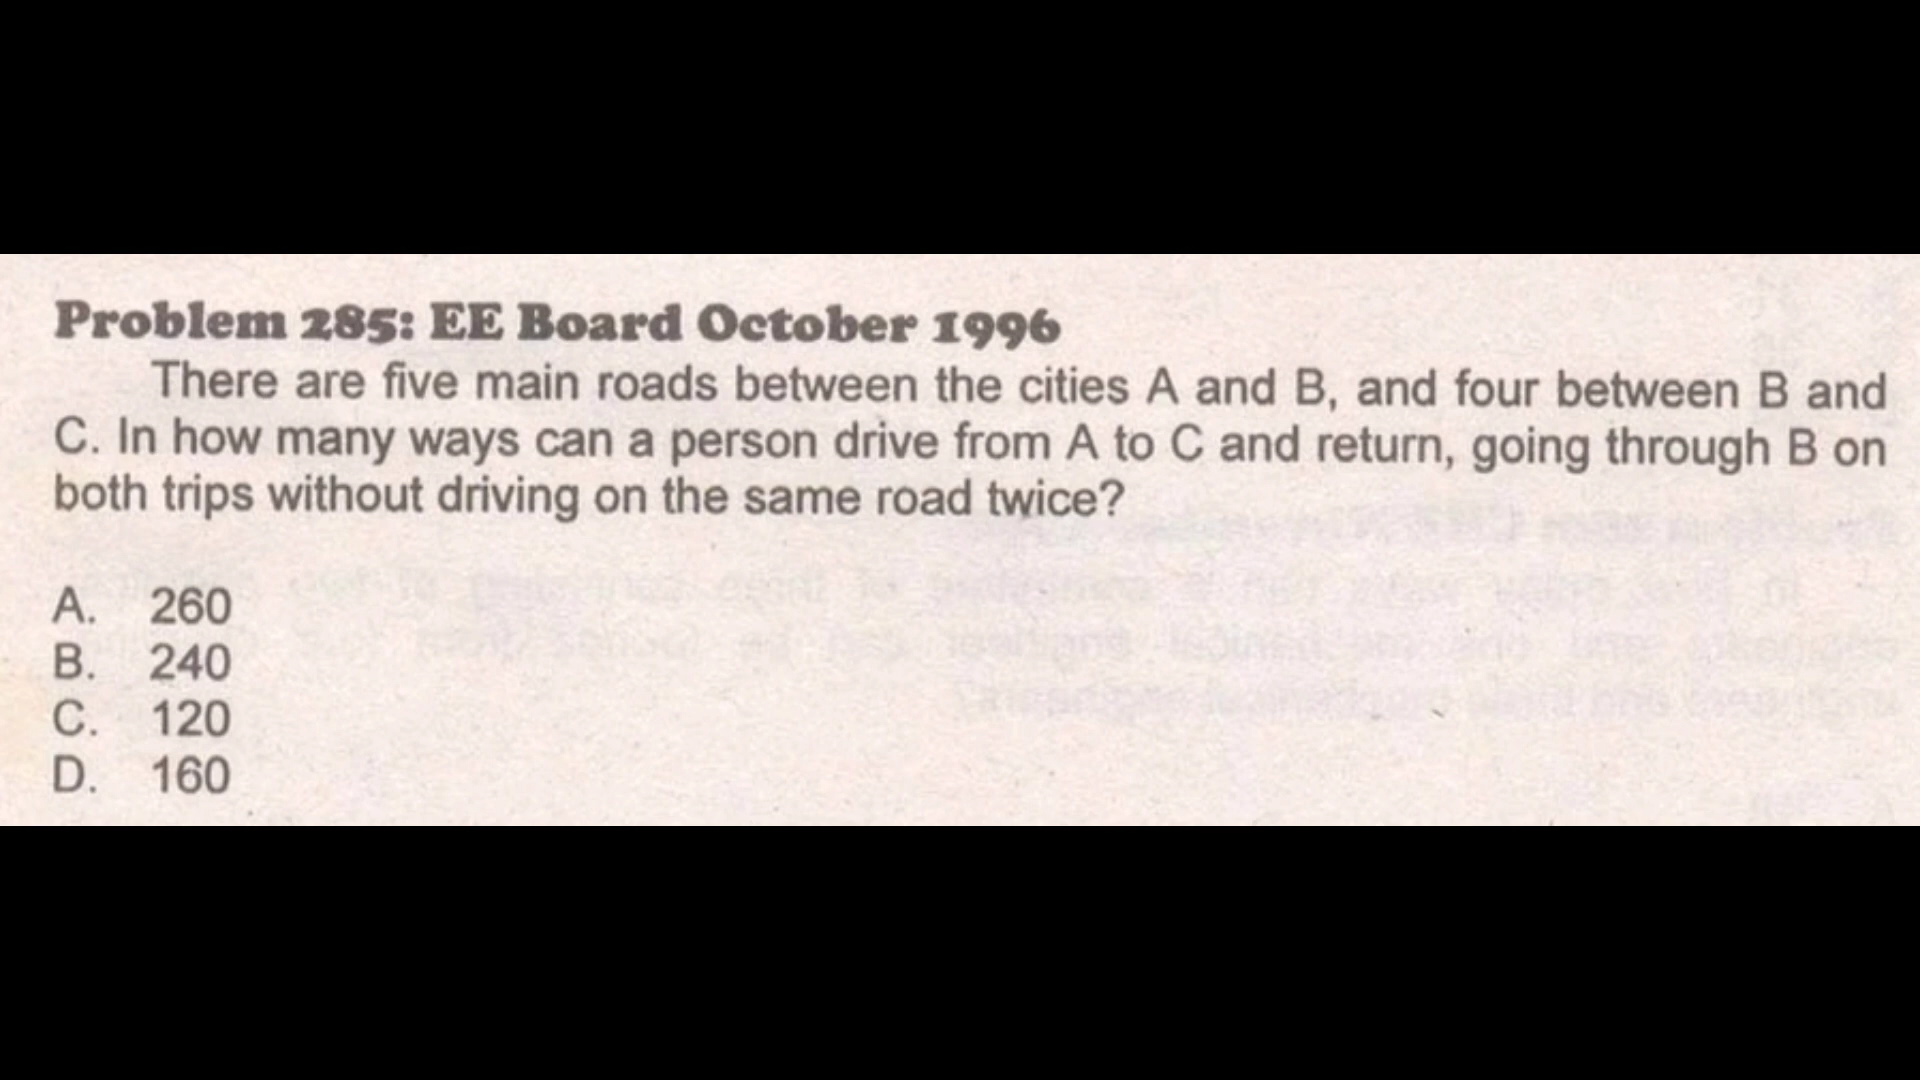 Problem 285: EE Board October 1996
There are five main roads between the cities A and B, and four between B and
C. In how many ways can a person drive from A to C and return, going through B on
both trips without driving on the same road twice?
A. 260
B. 240
C. 120
D. 160